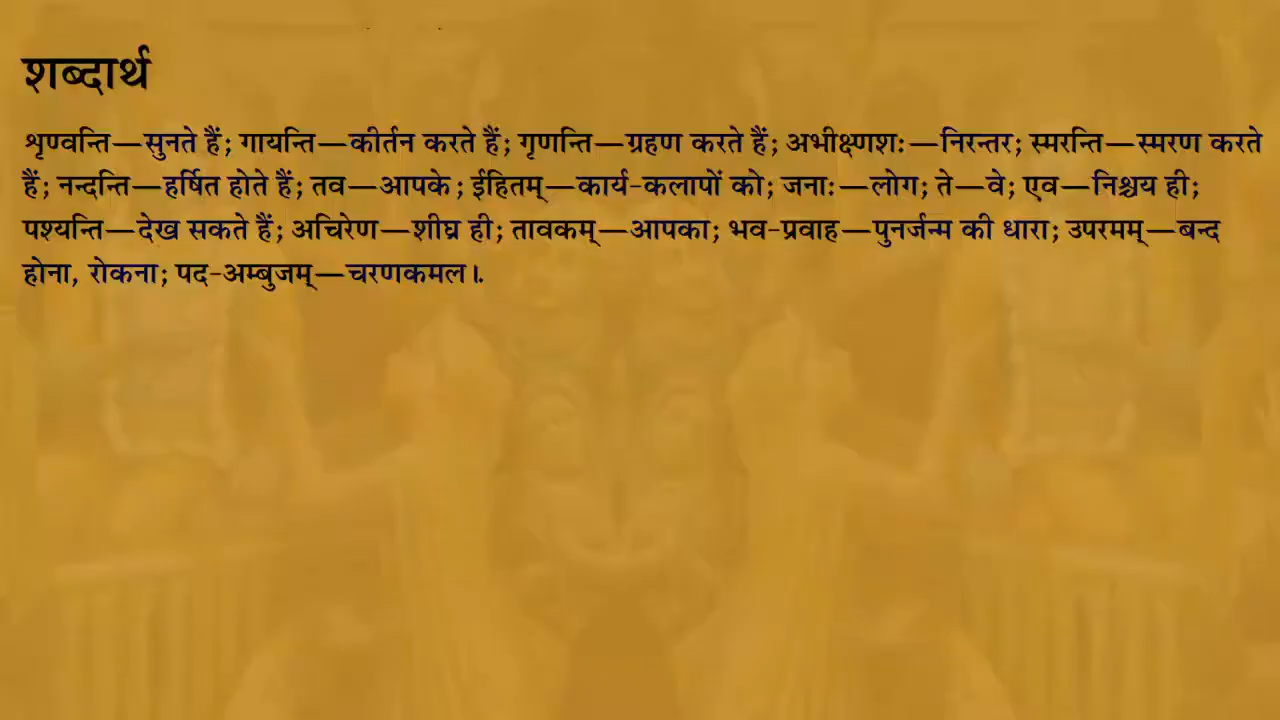 शब्दार्थ
शृण्वन्ति—सुनते हैं; गायन्ति—कीर्तन करते हैं; गृणन्ति—ग्रहण करते हैं; अभीक्ष्णशः—निरन्तर; स्मरन्ति—स्मरण करते
हैं; नन्दन्ति—हर्षित होते हैं; तव—आपके; ईहितम्—कार्य-कलापों को; जनाः—लोग; ते—वे; एव—निश्चय ही;
पश्यन्ति—देख सकते हैं; अचिरेण—शीघ्र ही; तावकम्—आपका; भव-प्रवाह—पुनर्जन्म की धारा; उपरमम्—बन्द
होना, रोकना; पद-अम्बुजम्—चरणकमल।.